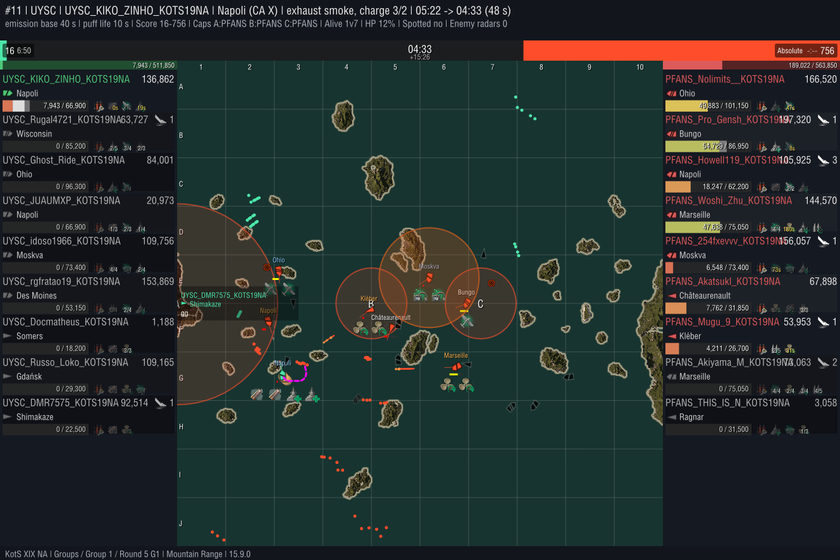 #11 | UYSC | UYSC_KIKO_ZINHO_KOTS19NA | Napoli (CA X) | exhaust smoke, charge 3/2 | 05:22 -> 04:33 (48 s)
emission base 40 s | puff life 10 s | Score 16-756 | Caps A:PFANS B:PFANS C:PFANS | Alive 1v7 | HP 12% | Spotted no | Enemy radars 0
16 6:50
04:33
+15:26
Absolute -:-- 756
7,943 / 511,850
189,022 / 563,850
1 2 3 4 5 6 7 8 9 10
A
B
C
D
E
F
G
H
I
J
UYSC_KIKO_ZINHO_KOTS19NA 136,862
Napoli
7,943 / 66,900
UYSC_Rugal4721_KOTS19NA 63,727 1
Wisconsin
0 / 85,200
UYSC_Ghost_Ride_KOTS19NA 84,001
Ohio
0 / 96,300
UYSC_JUAUMXP_KOTS19NA 20,973
Napoli
0 / 66,900
UYSC_idoso1966_KOTS19NA 109,756
Moskva
0 / 73,400
UYSC_rgfratao19_KOTS19NA 153,869
Des Moines
0 / 53,150
UYSC_Docmatheus_KOTS19NA 1,188
Somers
0 / 18,200
UYSC_Russo_Loko_KOTS19NA 109,165
Gdańsk
0 / 29,300
UYSC_DMR7575_KOTS19NA 92,514 1
Shimakaze
0 / 22,500
Ohio
UYSC_DMR7575_KOTS19NA
Shimakaze
Napoli
Napoli
Moskva
Kléber
B
Châteaurenault
Bungo
C
Marseille
PFANS_Nolimits__KOTS19NA 166,520
Ohio
/ 101,150
PFANS_Pro_Gensh_KOTS19NA 197,320 1
Bungo
/ 86,950
PFANS_Howell119_KOTS19NA 105,925 3
Napoli
18,247 / 62,200
PFANS_Woshi_Zhu_KOTS19NA 144,570
Marseille
/ 75,050
PFANS_254fxevvv_KOTS19NA 1
Moskva
6,548 / 73,400
PFANS_Akatsukl_KOTS19NA 67,898
Châteaurenault
7,762 / 31,850
PFANS_Mugu_9_KOTS19NA 53,953 1
Kléber
4,211 / 26,700
PFANS_Akiyama_M_KOTS19NA 2
Marseille
0 / 75,050
PFANS_THIS_IS_N_KOTS19NA 3,058
Ragnar
0 / 31,500
KotS XIX NA | Groups / Group 1 / Round 5 G1 | Mountain Range | 15.9.0